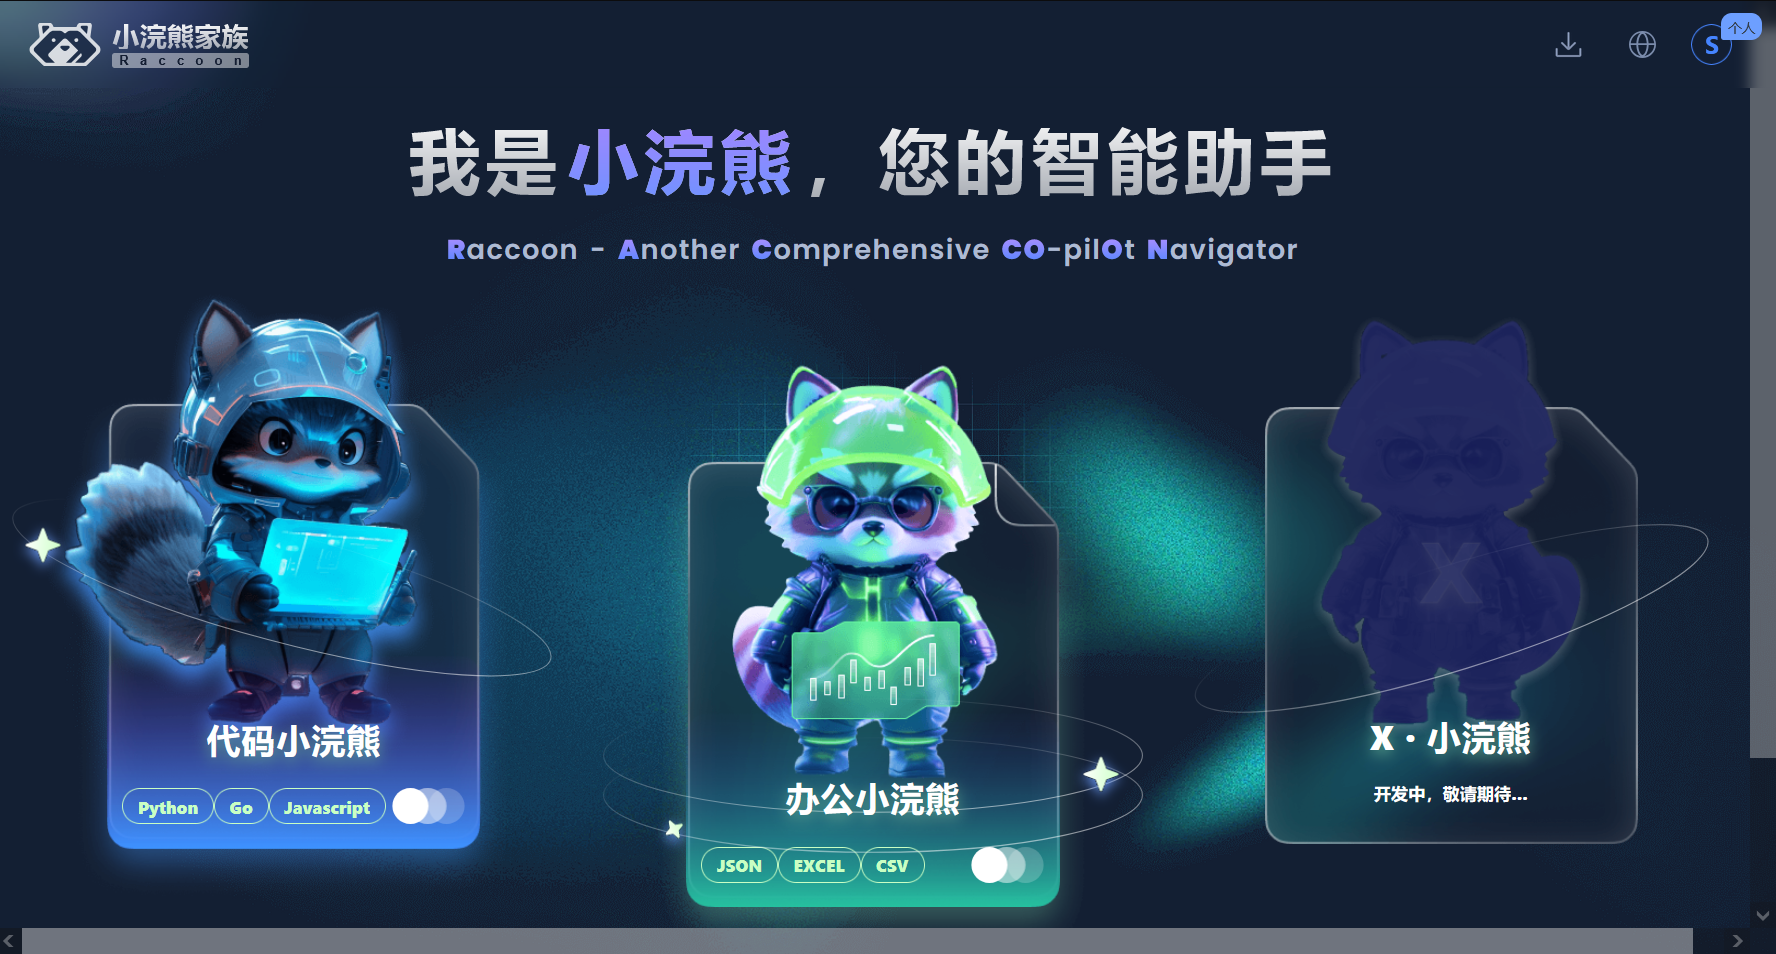 小浣熊家族
Raccoon
个人
S
我是小浣熊，您的智能助手
Raccoon - Another Comprehensive CO-pilOt Navigator
代码小浣熊
Python Go Javascript
办公小浣熊
JSON EXCEL CSV
X
X·小浣熊
开发中，敬请期待...